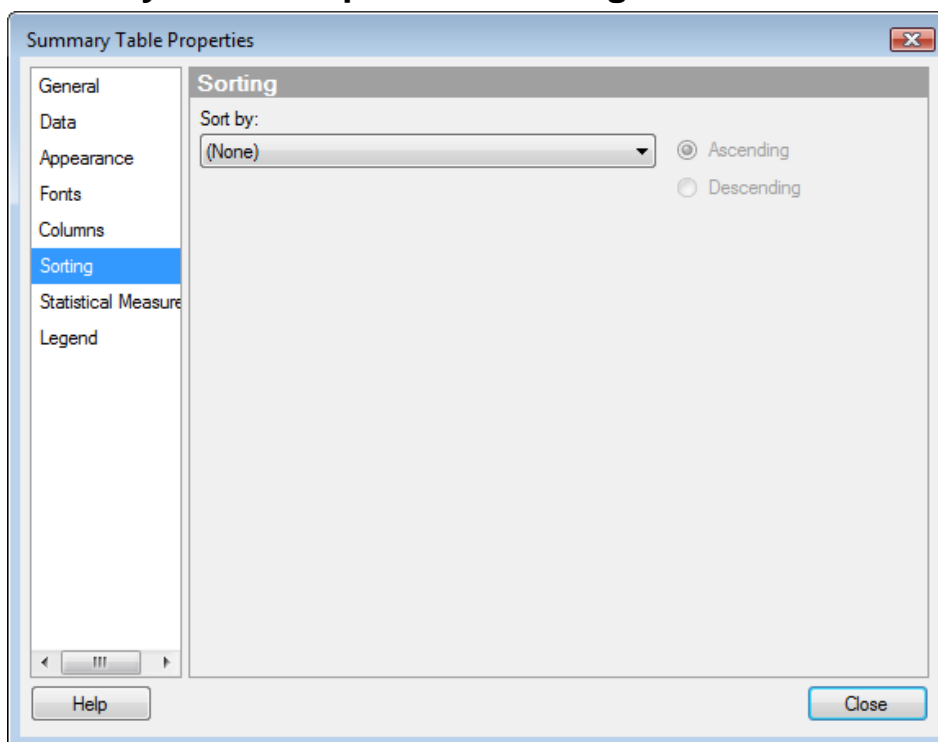 Summary Table Properties
General
Data
Appearance
Fonts
Columns
Sorting
Statistical Measure
Legend
Sorting
Sort by:
(None)
Ascending
Descending
Help
Close